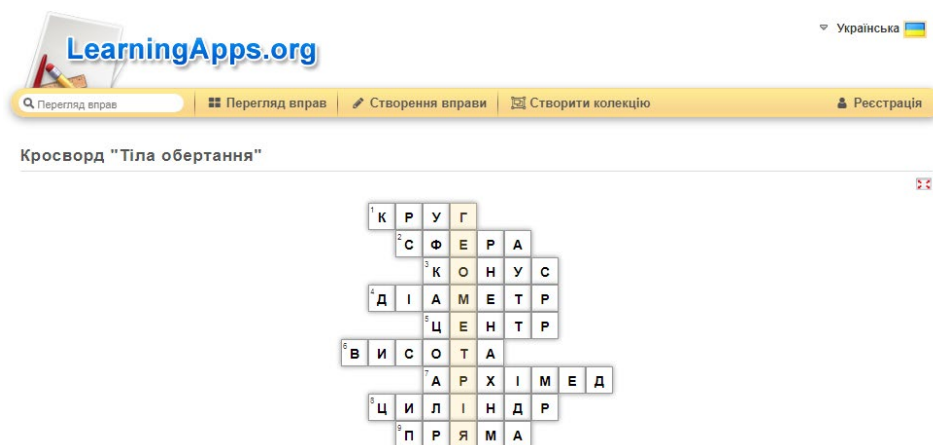 LearningApps.org
Українська
Перегляд вправ
Перегляд вправ
Створення вправи
Створити колекцію
Реєстрація
Кросворд "Тіла обертання"
1 К Р У Г
2 С Ф Е Р А
3 К О Н У С
4 Д І А М Е Т Р
5 Ц Е Н Т Р
6 В И С О Т А
7 А Р Х І М Е Д
8 Ц И Л І Н Д Р
9 П Р Я М А